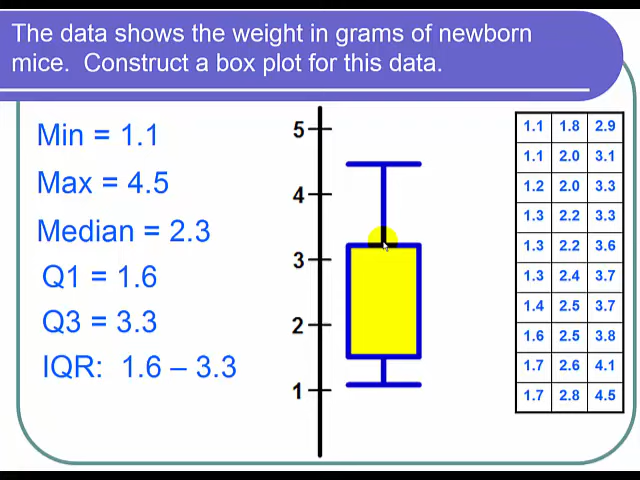 The data shows the weight in grams of newborn
mice. Construct a box plot for this data.
Min = 1.1
Max = 4.5
Median = 2.3
Q1 = 1.6
Q3 = 3.3
IQR: 1.6 – 3.3
5
4
3
2
1
1.1 1.8 2.9
1.1 2.0 3.1
1.2 2.0 3.3
1.3 2.2 3.3
1.3 2.2 3.6
1.3 2.4 3.7
1.4 2.5 3.7
1.6 2.5 3.8
1.7 2.6 4.1
1.7 2.8 4.5